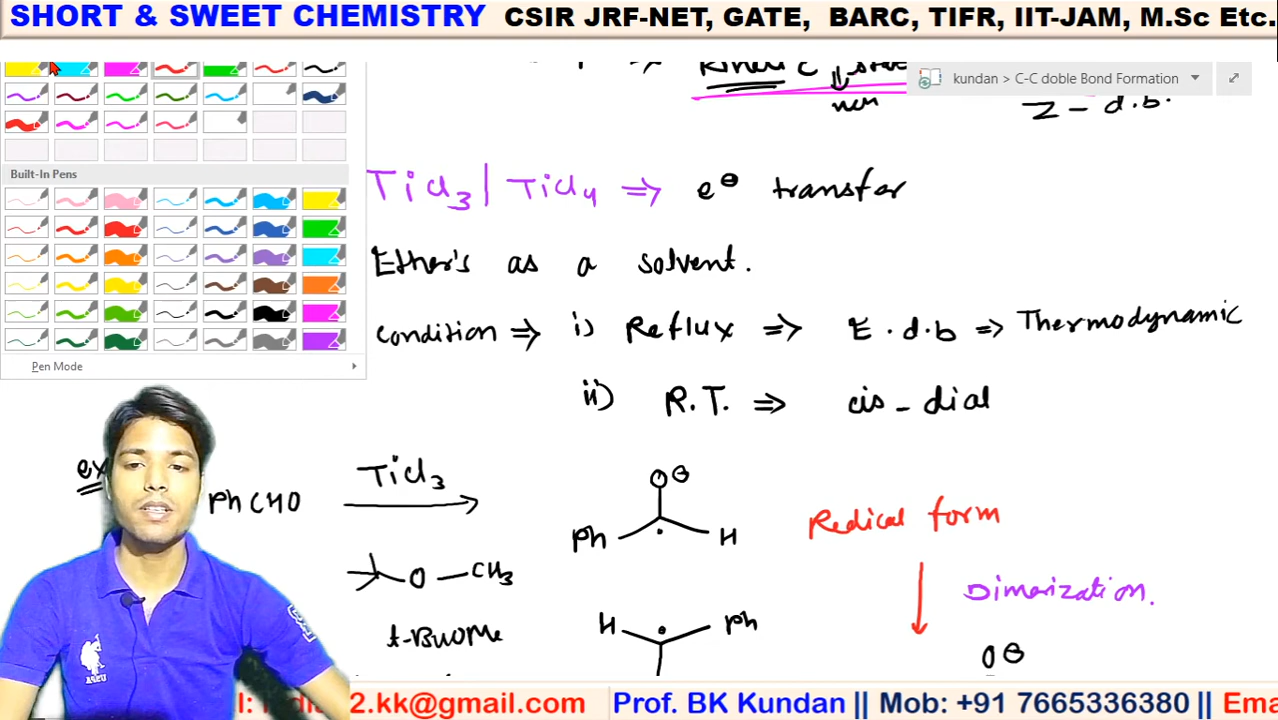 SHORT & SWEET CHEMISTRY CSIR JRF-NET, GATE, BARC, TIFR, IIT-JAM, M.Sc Etc.
kundan > C-C doble Bond Formation
Z - d.b.
Built-In Pens
TiCl3 | TiCl4 ⇒ e⊖ transfer
Ether's as a solvent.
condition ⇒ i) Reflux ⇒ E.d.b ⇒ Thermodynamic
Pen Mode
ii) R.T. ⇒ cis-diol
ex
PhCHO
TiCl3
O⊖
Ph
H
Redical form
O
CH3
Dimerization.
H
Ph
t-BuOMe
O⊖
2.kk@gmail.com Prof. BK Kundan || Mob: +91 7665336380 ||